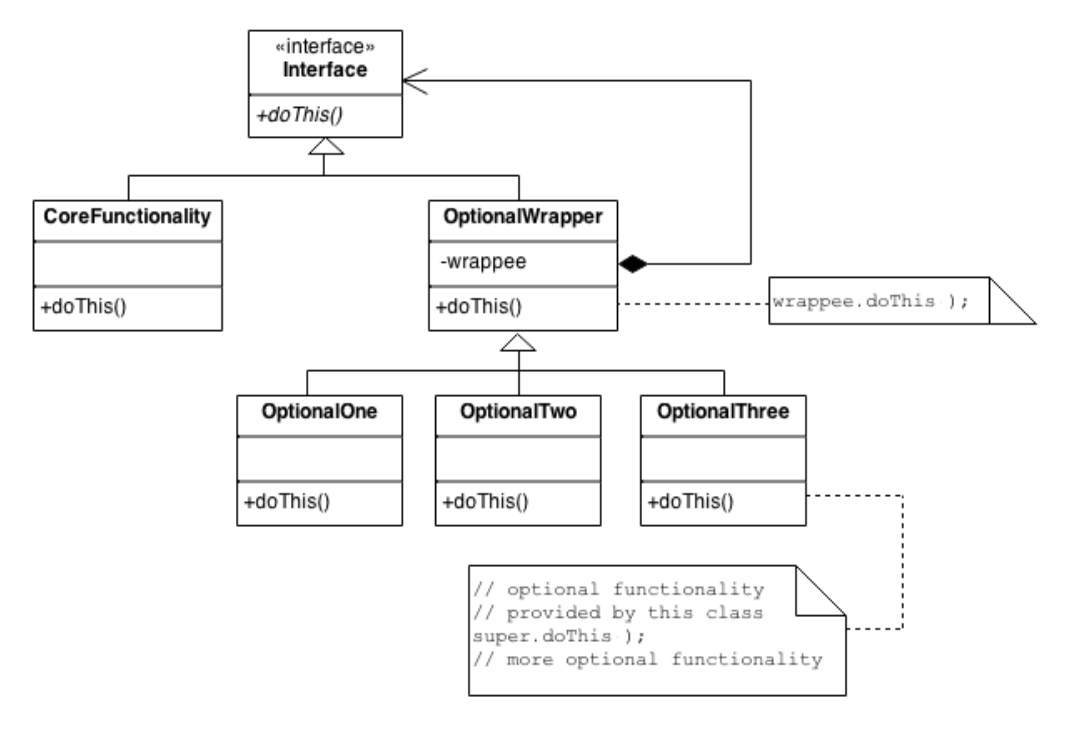 «interface»
Interface
+doThis()
CoreFunctionality
+doThis()
OptionalWrapper
-wrappee
+doThis()
wrappee.doThis );
OptionalOne
+doThis()
OptionalTwo
+doThis()
OptionalThree
+doThis()
// optional functionality
// provided by this class
super.doThis );
// more optional functionality